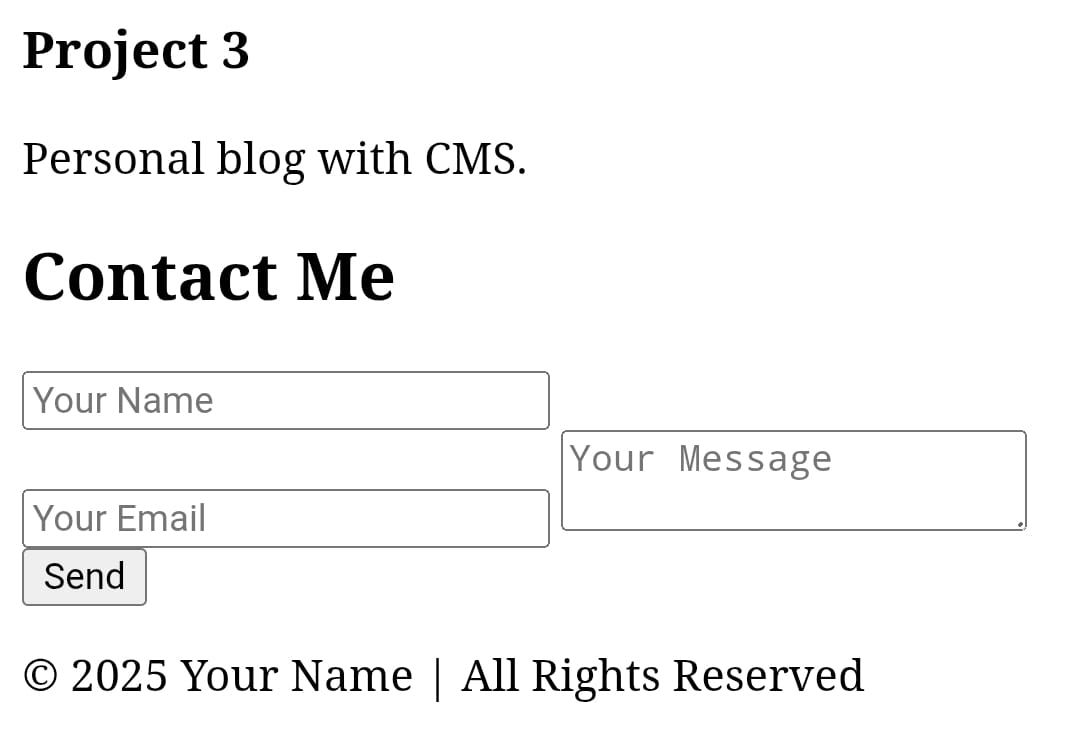 Project 3
Personal blog with CMS.
Contact Me
Your Name
Your Email
Your Message
Send
© 2025 Your Name | All Rights Reserved